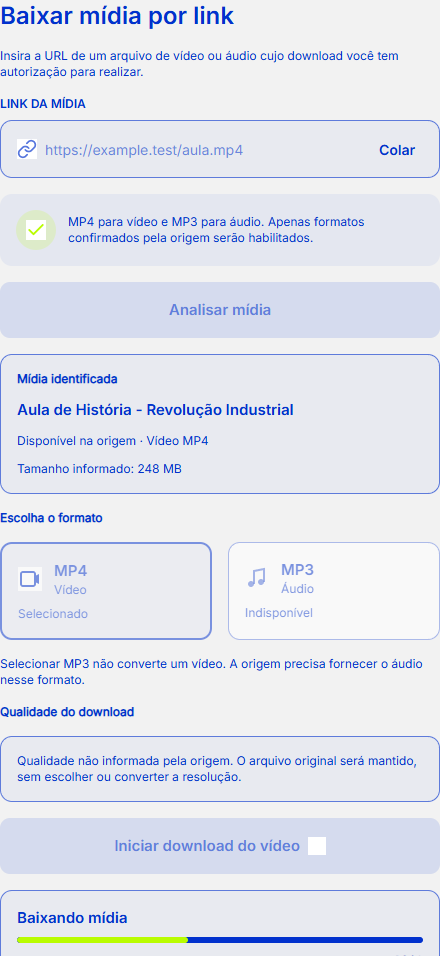 Baixar mídia por link
Insira a URL de um arquivo de vídeo ou áudio cujo download você tem
autorização para realizar.
LINK DA MÍDIA
https://example.test/aula.mp4
Colar
MP4 para vídeo e MP3 para áudio. Apenas formatos
confirmados pela origem serão habilitados.
Analisar mídia
Mídia identificada
Aula de História - Revolução Industrial
Disponível na origem · Vídeo MP4
Tamanho informado: 248 MB
Escolha o formato
MP4
Vídeo
Selecionado
MP3
Áudio
Indisponível
Selecionar MP3 não converte um vídeo. A origem precisa fornecer o áudio
nesse formato.
Qualidade do download
Qualidade não informada pela origem. O arquivo original será mantido,
sem escolher ou converter a resolução.
Iniciar download do vídeo
Baixando mídia